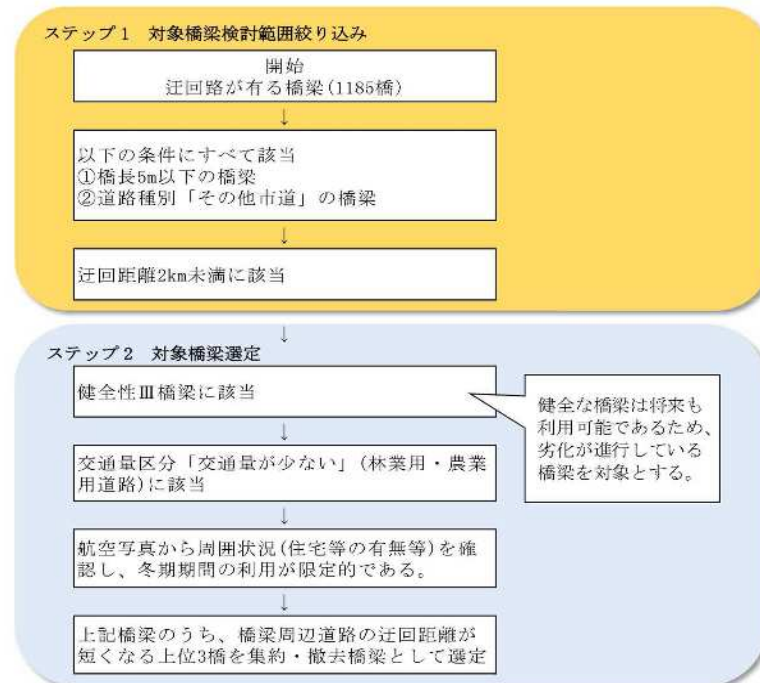 ステップ1 対象橋梁検討範囲絞り込み
開始
迂回路が有る橋梁(1185橋)
↓
以下の条件にすべて該当
①橋長5m以下の橋梁
②道路種別「その他市道」の橋梁
↓
迂回距離2km未満に該当
↓
ステップ2 対象橋梁選定
健全性Ⅲ橋梁に該当
健全な橋梁は将来も
利用可能であるため、
劣化が進行している
橋梁を対象とする。
↓
交通量区分「交通量が少ない」(林業用・農業
用道路)に該当
↓
航空写真から周囲状況(住宅等の有無等)を確
認し、冬期期間の利用が限定的である。
↓
上記橋梁のうち、橋梁周辺道路の迂回距離が
短くなる上位3橋を集約・撤去橋梁として選定